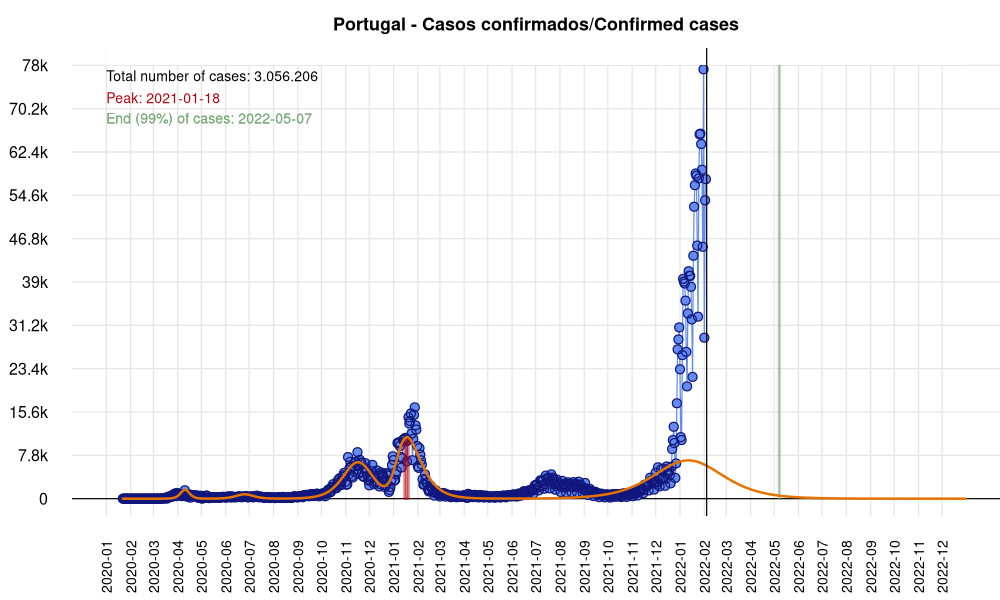 Portugal - Casos confirmados/Confirmed cases
Total number of cases: 3.056.206
Peak: 2021-01-18
End (99%) of cases: 2022-05-07
78k
70.2k
62.4k
54.6k
46.8k
39k
31.2k
23.4k
15.6k
7.8k
0
2020-01
2020-02
2020-03
2020-04
2020-05
2020-06
2020-07
2020-08
2020-09
2020-10
2020-11
2020-12
2021-01
2021-02
2021-03
2021-04
2021-05
2021-06
2021-07
2021-08
2021-09
2021-10
2021-11
2021-12
2022-01
2022-02
2022-03
2022-04
2022-05
2022-06
2022-07
2022-08
2022-09
2022-10
2022-11
2022-12